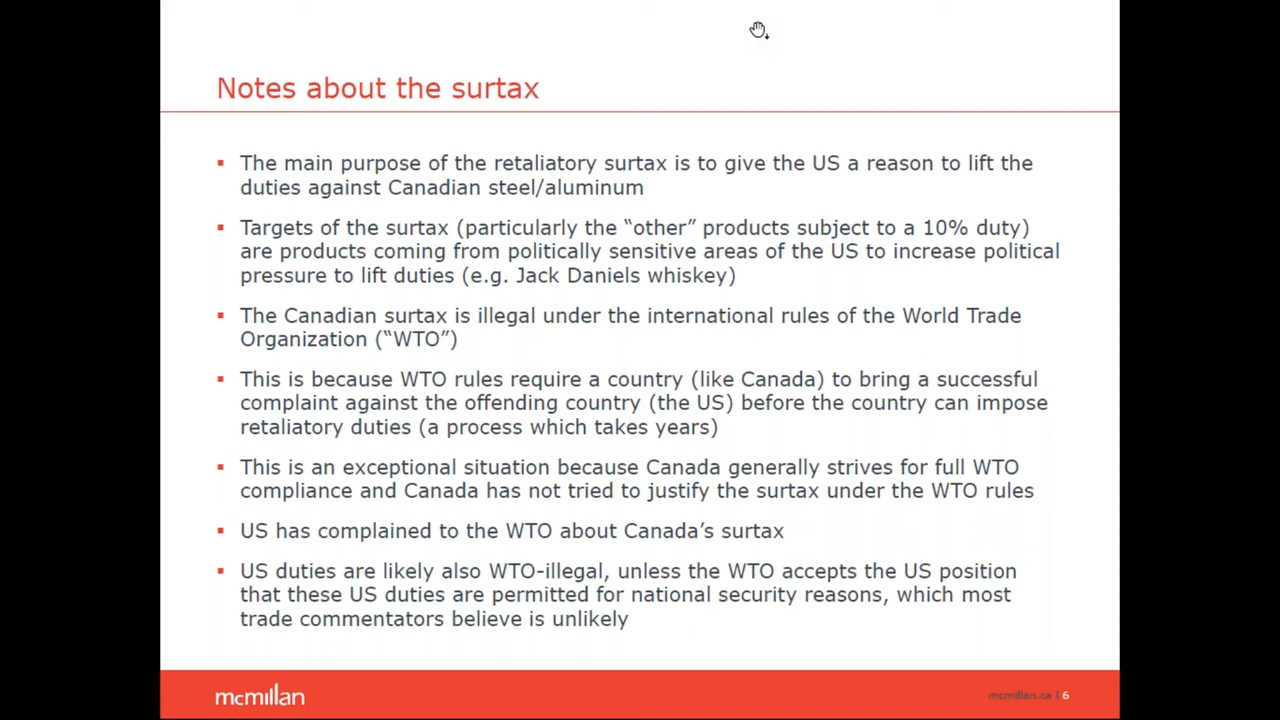 Notes about the surtax
The main purpose of the retaliatory surtax is to give the US a reason to lift the
duties against Canadian steel/aluminum
Targets of the surtax (particularly the “other” products subject to a 10% duty)
are products coming from politically sensitive areas of the US to increase political
pressure to lift duties (e.g. Jack Daniels whiskey)
The Canadian surtax is illegal under the international rules of the World Trade
Organization (“WTO”)
This is because WTO rules require a country (like Canada) to bring a successful
complaint against the offending country (the US) before the country can impose
retaliatory duties (a process which takes years)
This is an exceptional situation because Canada generally strives for full WTO
compliance and Canada has not tried to justify the surtax under the WTO rules
US has complained to the WTO about Canada’s surtax
US duties are likely also WTO-illegal, unless the WTO accepts the US position
that these US duties are permitted for national security reasons, which most
trade commentators believe is unlikely
mcmillan
mcmillan.ca | 6